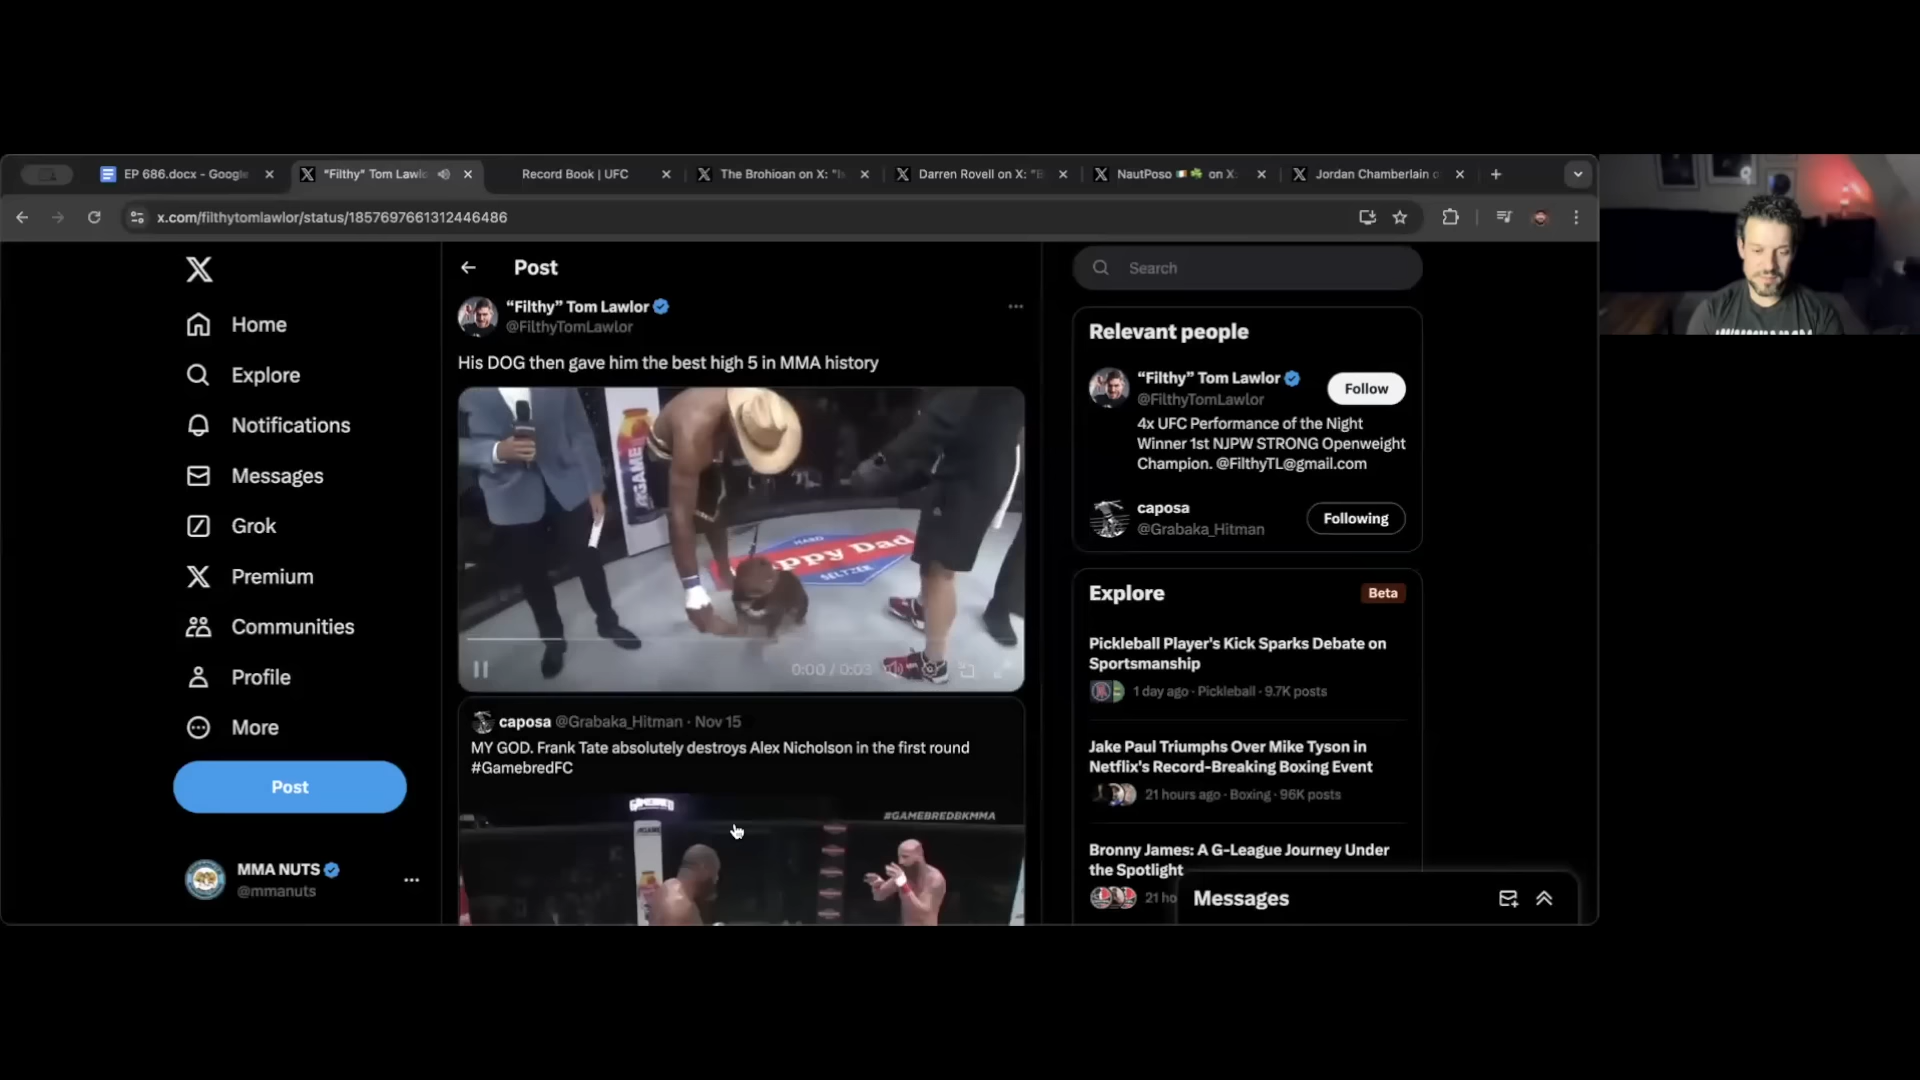 EP 686.docx - Google
"Filthy" Tom Lawlo
Record Book | UFC
The Brohioan on X: "I
Darren Rovell on X: "B
NautPoso 🇮🇪☘️ on X:
Jordan Chamberlain o
x.com/filthytomlawlor/status/1857697661312446486
Home
Explore
Notifications
Messages
Grok
Premium
Communities
Profile
More
Post
MMA NUTS
@mmanuts
Post
“Filthy” Tom Lawlor
@FilthyTomLawlor
His DOG then gave him the best high 5 in MMA history
HARD
ppy Dad
SELTZER
0:00 / 0:03
caposa @Grabaka_Hitman · Nov 15
MY GOD. Frank Tate absolutely destroys Alex Nicholson in the first round
#GamebredFC
GAMEBRED
#GAMEBREDBKMMA
Search
Relevant people
“Filthy” Tom Lawlor
@FilthyTomLawlor
Follow
4x UFC Performance of the Night
Winner 1st NJPW STRONG Openweight
Champion. @FilthyTL@gmail.com
caposa
@Grabaka_Hitman
Following
Explore
Beta
Pickleball Player's Kick Sparks Debate on
Sportsmanship
1 day ago · Pickleball · 9.7K posts
Jake Paul Triumphs Over Mike Tyson in
Netflix's Record-Breaking Boxing Event
21 hours ago · Boxing · 96K posts
Bronny James: A G-League Journey Under
the Spotlight
21 ho
Messages